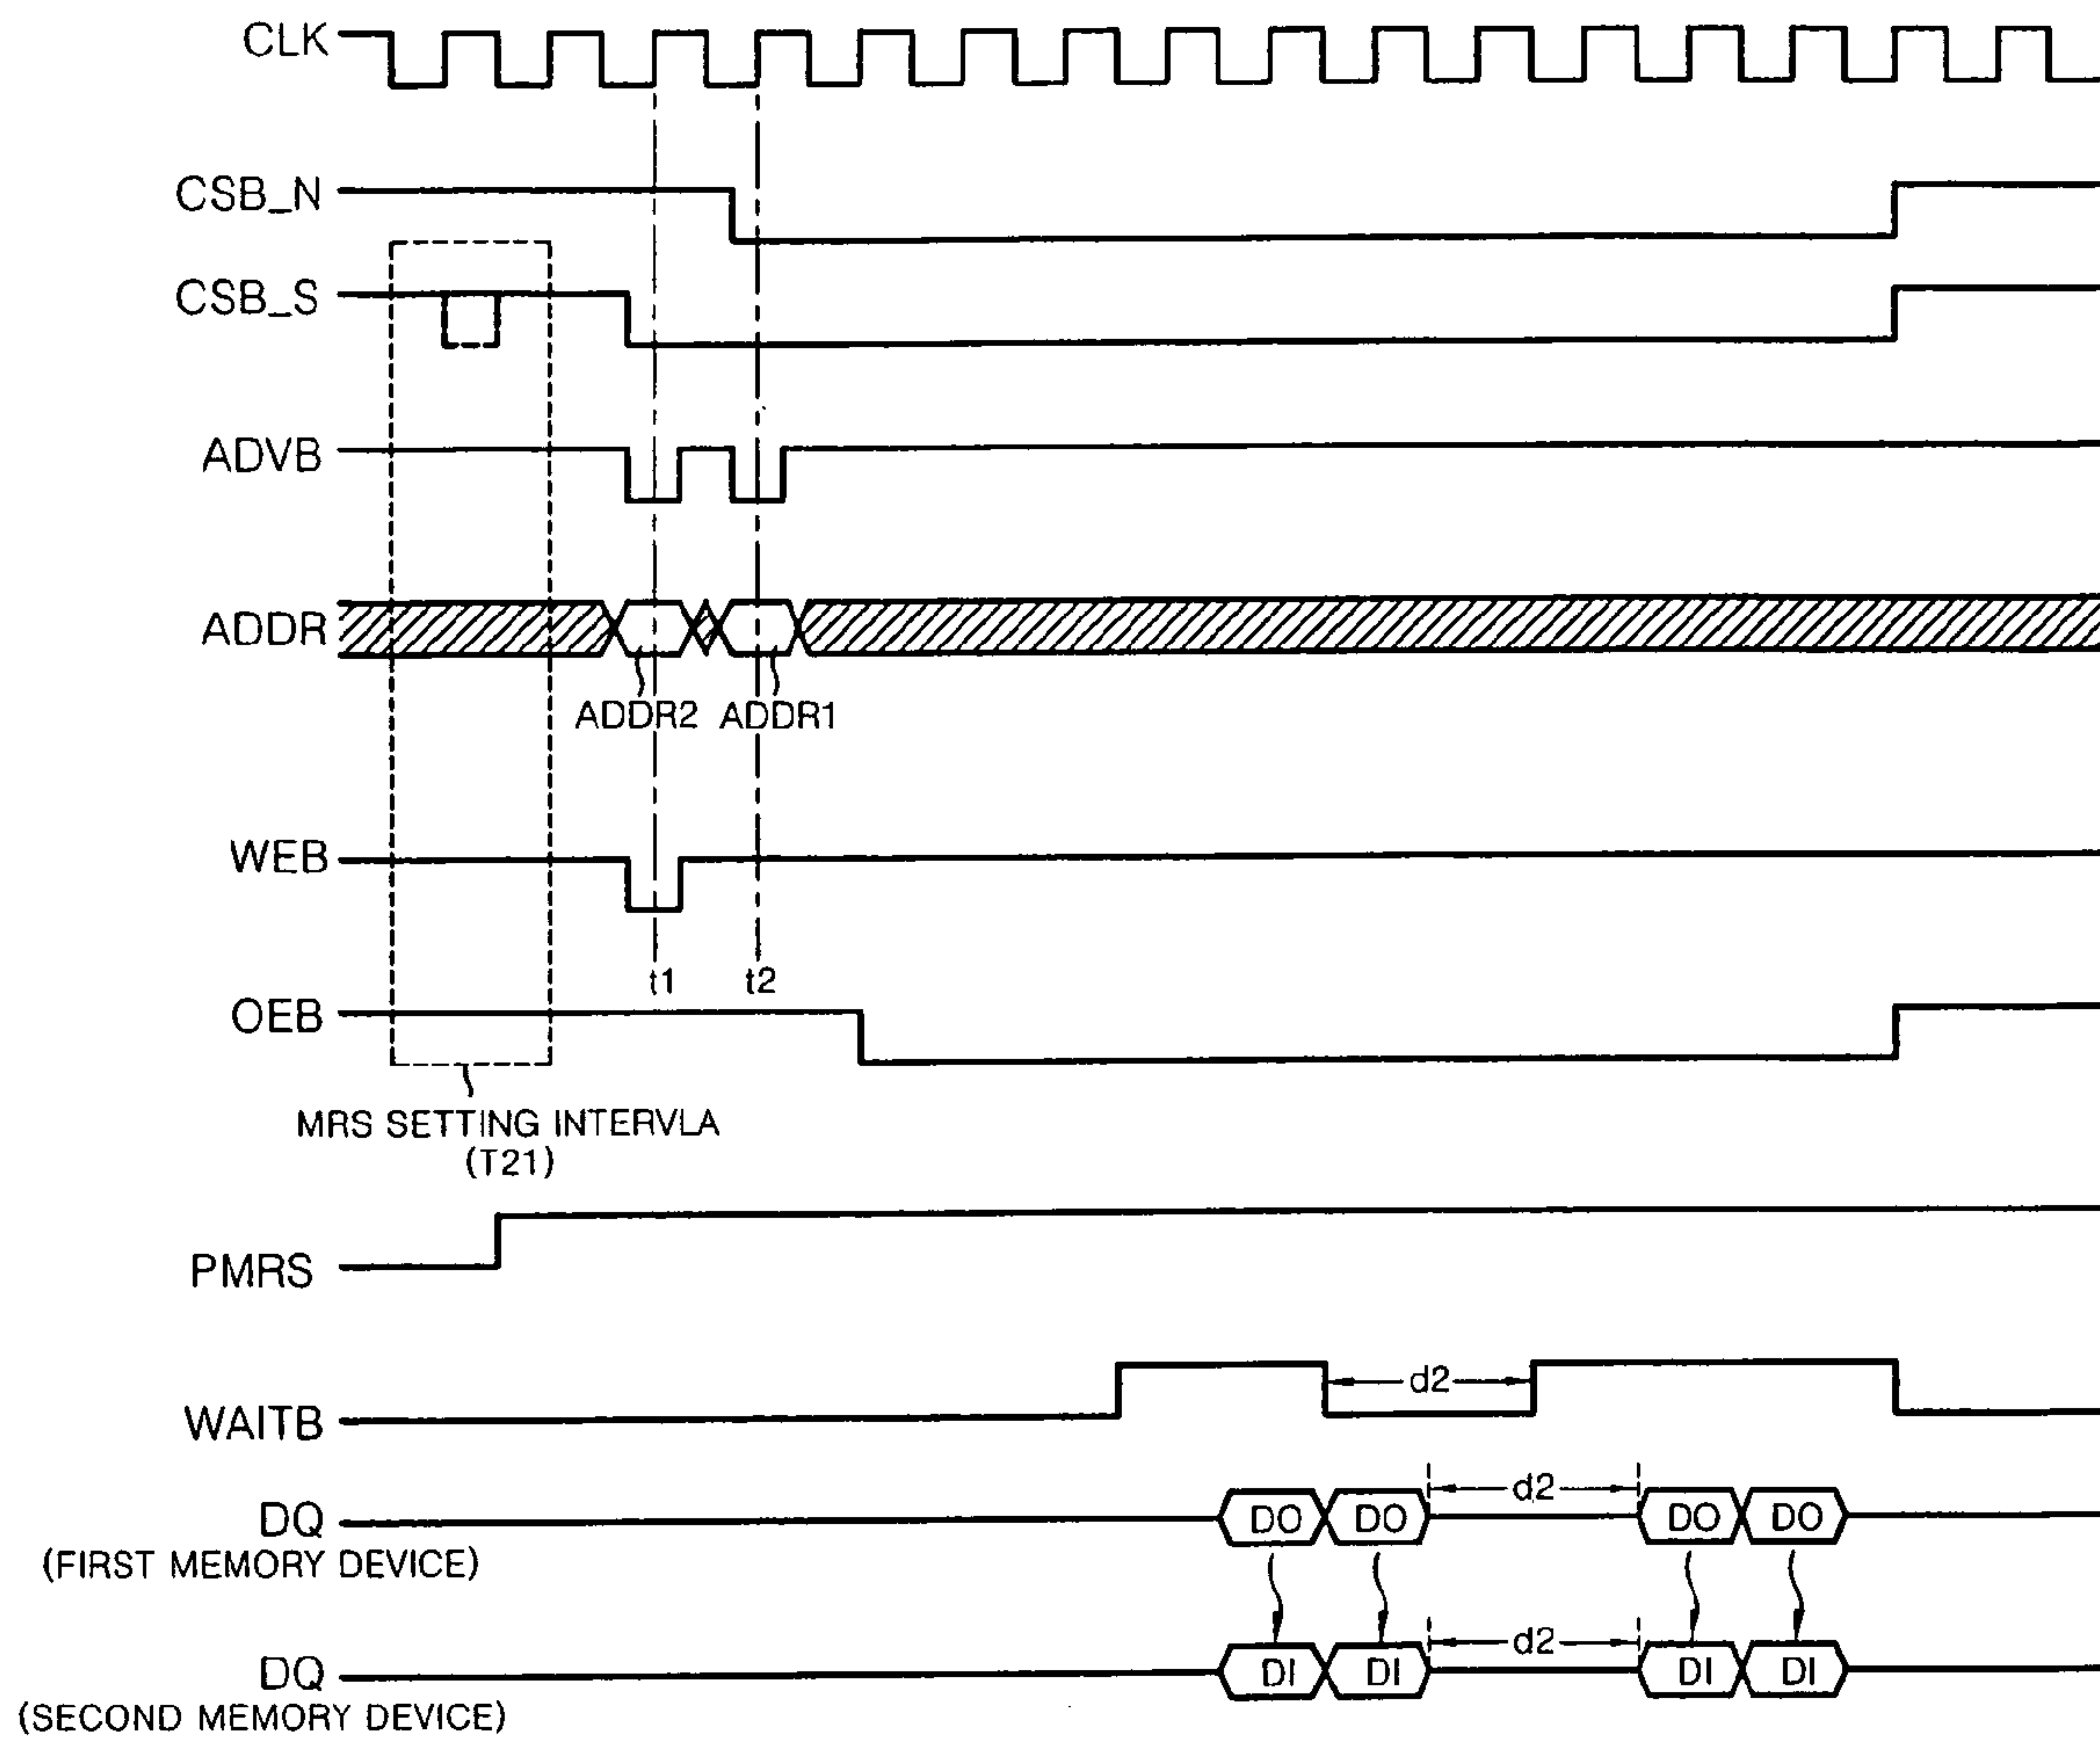 CLK
CSB_N
CSB_S
ADVB
ADDR
ADDR2 ADDR1
WEB
t1 t2
OEB
MRS SETTING INTERVLA
(T21)
PMRS
d2
WAITB
d2
DQ DO DO DO DO
(FIRST MEMORY DEVICE)
d2
DQ DI DI DI DI
(SECOND MEMORY DEVICE)